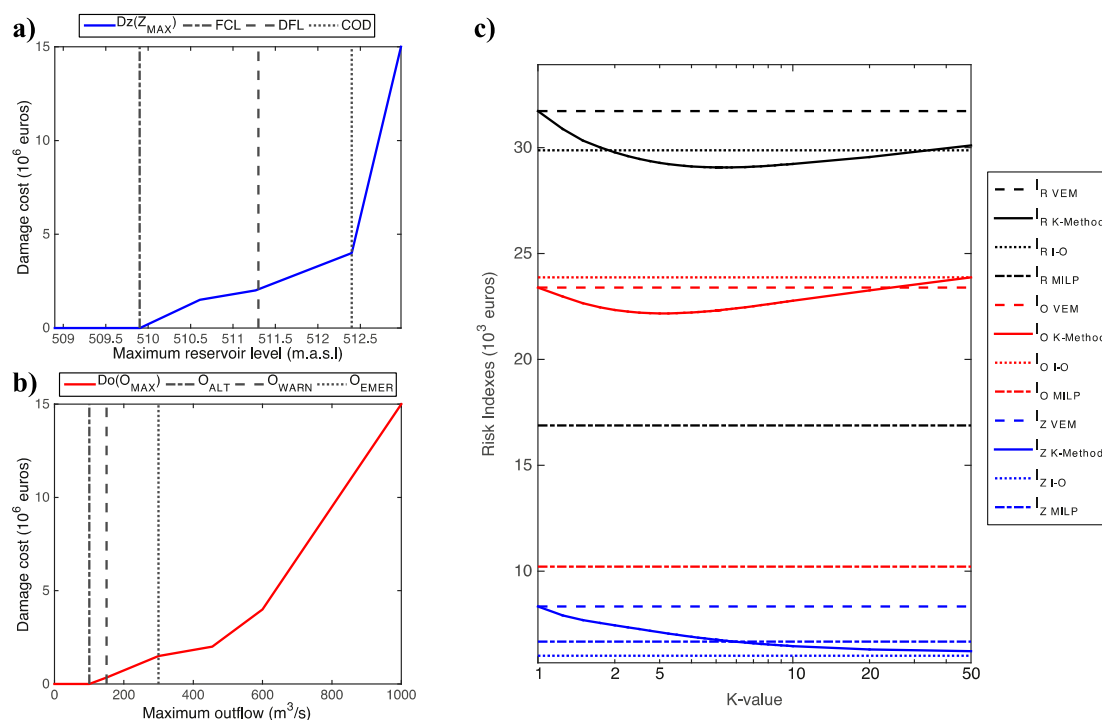 a)
Dz(Z_MAX) FCL DFL COD
15
10
5
0
Damage cost (10^6 euros)
509 509.5 510 510.5 511 511.5 512 512.5
Maximum reservoir level (m.a.s.l)
b)
Do(O_MAX) O_ALT O_WARN O_EMER
15
10
5
0
Damage cost (10^6 euros)
0 200 400 600 800 1000
Maximum outflow (m^3/s)
c)
30
25
20
15
10
Risk Indexes (10^3 euros)
1 2 5 10 20 50
K-value
I_R VEM
I_R K-Method
I_R I-O
I_R MILP
I_O VEM
I_O K-Method
I_O I-O
I_O MILP
I_Z VEM
I_Z K-Method
I_Z I-O
I_Z MILP